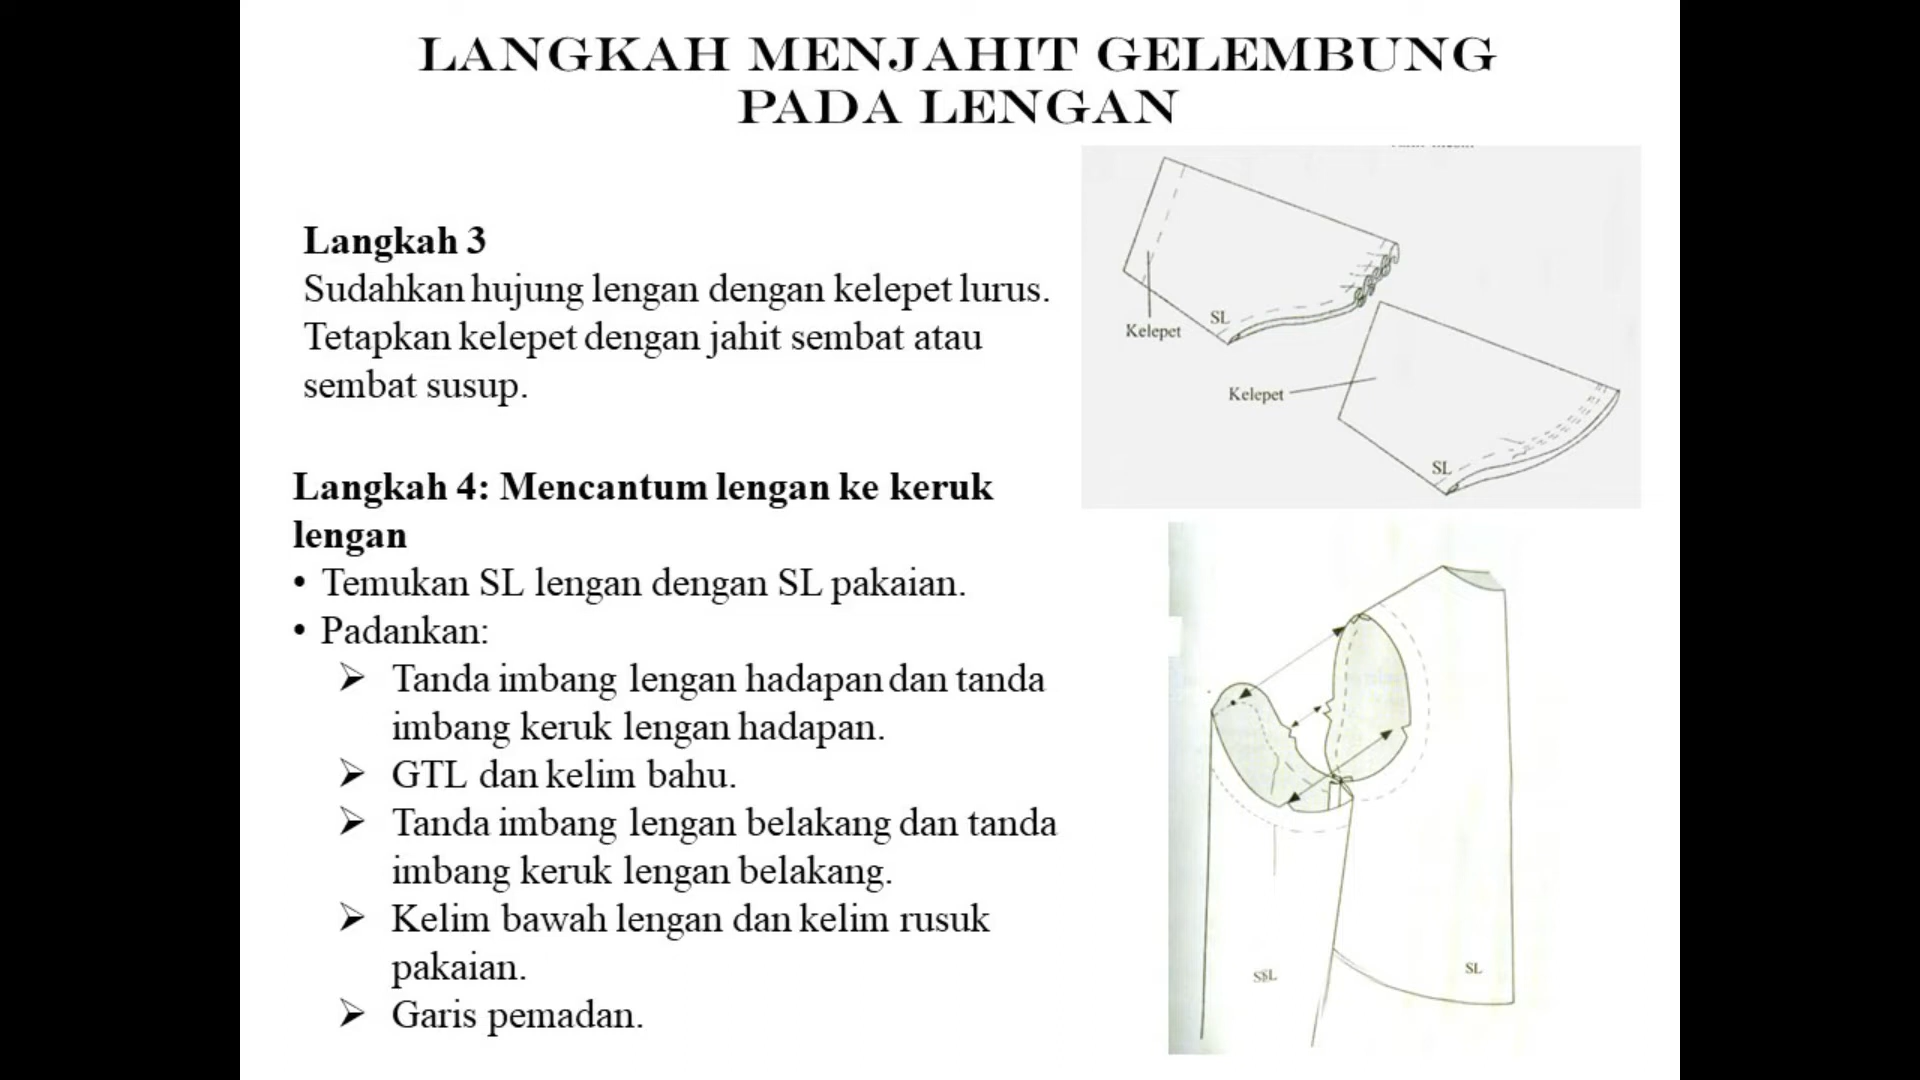 LANGKAH MENJAHIT GELEMBUNG
PADA LENGAN
Langkah 3
Sudahkan hujung lengan dengan kelepet lurus.
Tetapkan kelepet dengan jahit sembat atau
sembat susup.
Langkah 4: Mencantum lengan ke keruk
lengan
• Temukan SL lengan dengan SL pakaian.
• Padankan:
➢ Tanda imbang lengan hadapan dan tanda
imbang keruk lengan hadapan.
➢ GTL dan kelim bahu.
➢ Tanda imbang lengan belakang dan tanda
imbang keruk lengan belakang.
➢ Kelim bawah lengan dan kelim rusuk
pakaian.
➢ Garis pemadan.
SL
Kelepet
Kelepet
SL
SL